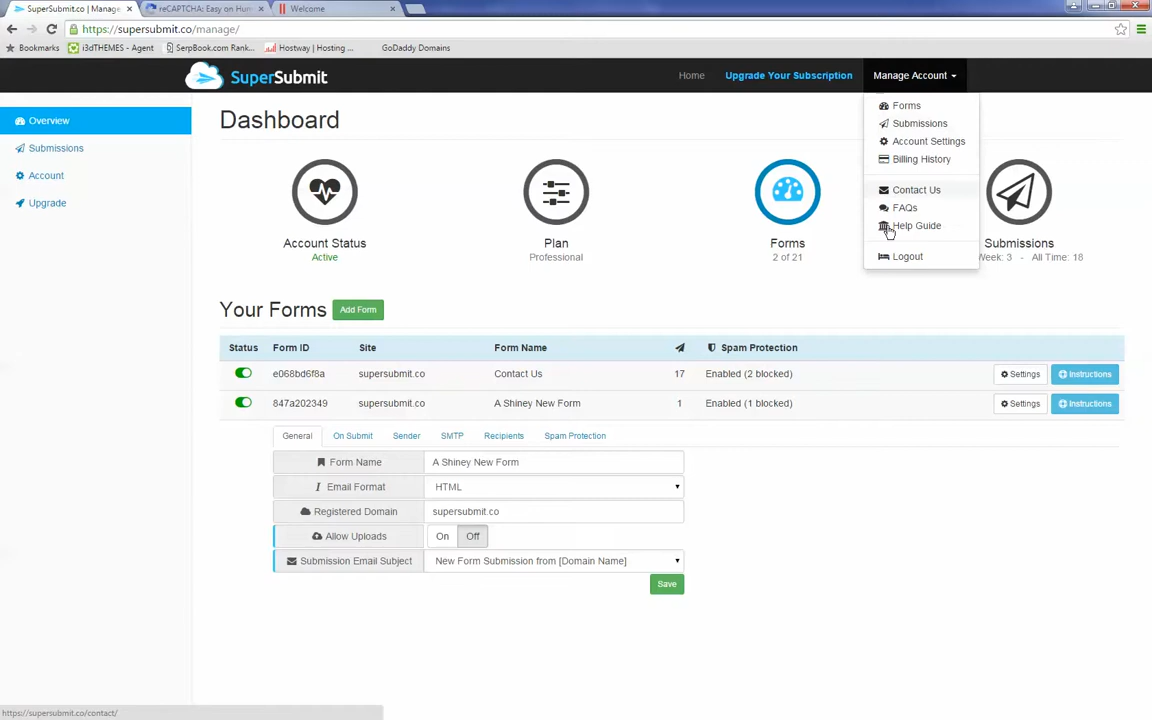 SuperSubmit.co | Manage
reCAPTCHA: Easy on Hum
Welcome
https://supersubmit.co/manage/
Bookmarks
i3dTHEMES - Agent
SerpBook.com Rank...
Hostway | Hosting ...
GoDaddy Domains
SuperSubmit
Home
Upgrade Your Subscription
Manage Account
Forms
Submissions
Account Settings
Billing History
Contact Us
FAQs
Help Guide
Logout
Overview
Submissions
Account
Upgrade
Dashboard
Account Status
Active
Plan
Professional
Forms
2 of 21
Submissions
Week: 3 - All Time: 18
Your Forms
Add Form
Status Form ID Site Form Name Spam Protection
e068bd6f8a supersubmit.co Contact Us 17 Enabled (2 blocked) Settings Instructions
847a202349 supersubmit.co A Shiney New Form 1 Enabled (1 blocked) Settings Instructions
General On Submit Sender SMTP Recipients Spam Protection
Form Name A Shiney New Form
Email Format HTML
Registered Domain supersubmit.co
Allow Uploads On Off
Submission Email Subject New Form Submission from [Domain Name]
Save
https://supersubmit.co/contact/